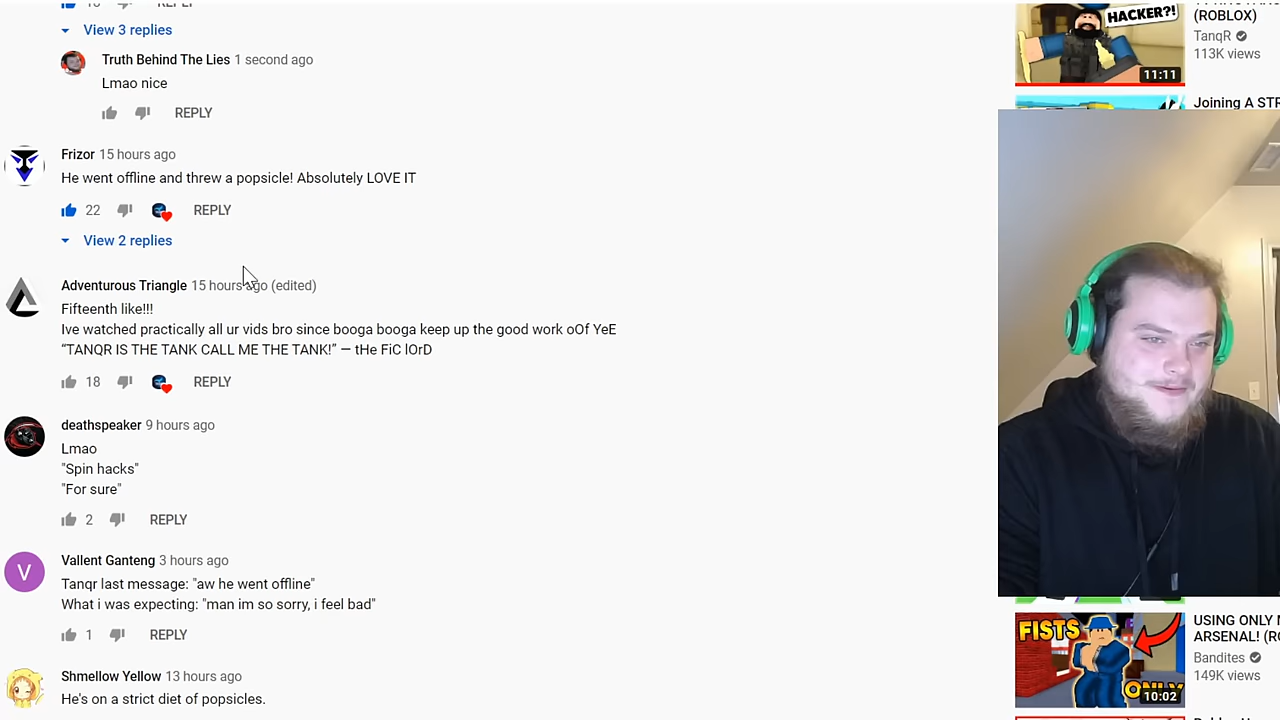 REPLY
View 3 replies
Truth Behind The Lies 1 second ago
Lmao nice
REPLY
Frizor 15 hours ago
He went offline and threw a popsicle! Absolutely LOVE IT
22 REPLY
View 2 replies
Adventurous Triangle 15 hours ago (edited)
Fifteenth like!!!
Ive watched practically all ur vids bro since booga booga keep up the good work oOf YeE
“TANQR IS THE TANK CALL ME THE TANK!” — tHe FiC lOrD
18 REPLY
deathspeaker 9 hours ago
Lmao
"Spin hacks"
"For sure"
2 REPLY
V
Vallent Ganteng 3 hours ago
Tanqr last message: "aw he went offline"
What i was expecting: "man im so sorry, i feel bad"
1 REPLY
Shmellow Yellow 13 hours ago
He's on a strict diet of popsicles.
HACKER?!
11:11
(ROBLOX)
TanqR
113K views
Joining A STR
FISTS
ONLY
10:02
USING ONLY
ARSENAL! (RO
Bandites
149K views